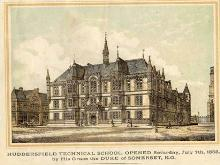 HUDDERSFIELD TECHNICAL SCHOOL, OPENED Saturday, July 7th, 1883,
by His Grace the DUKE of SOMERSET, K.G.